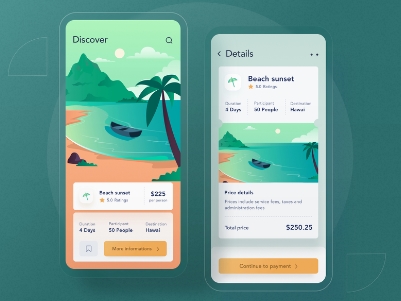 Discover
Beach sunset
5.0 Ratings
$225
per person
Duration
4 Days
Participant
50 People
Destination
Hawai
More informations
Details
Beach sunset
5.0 Ratings
Duration
4 Days
Participant
50 People
Destination
Hawai
Price details
Prices include service fees, taxes and
administration fees
Total price
$250.25
Continue to payment